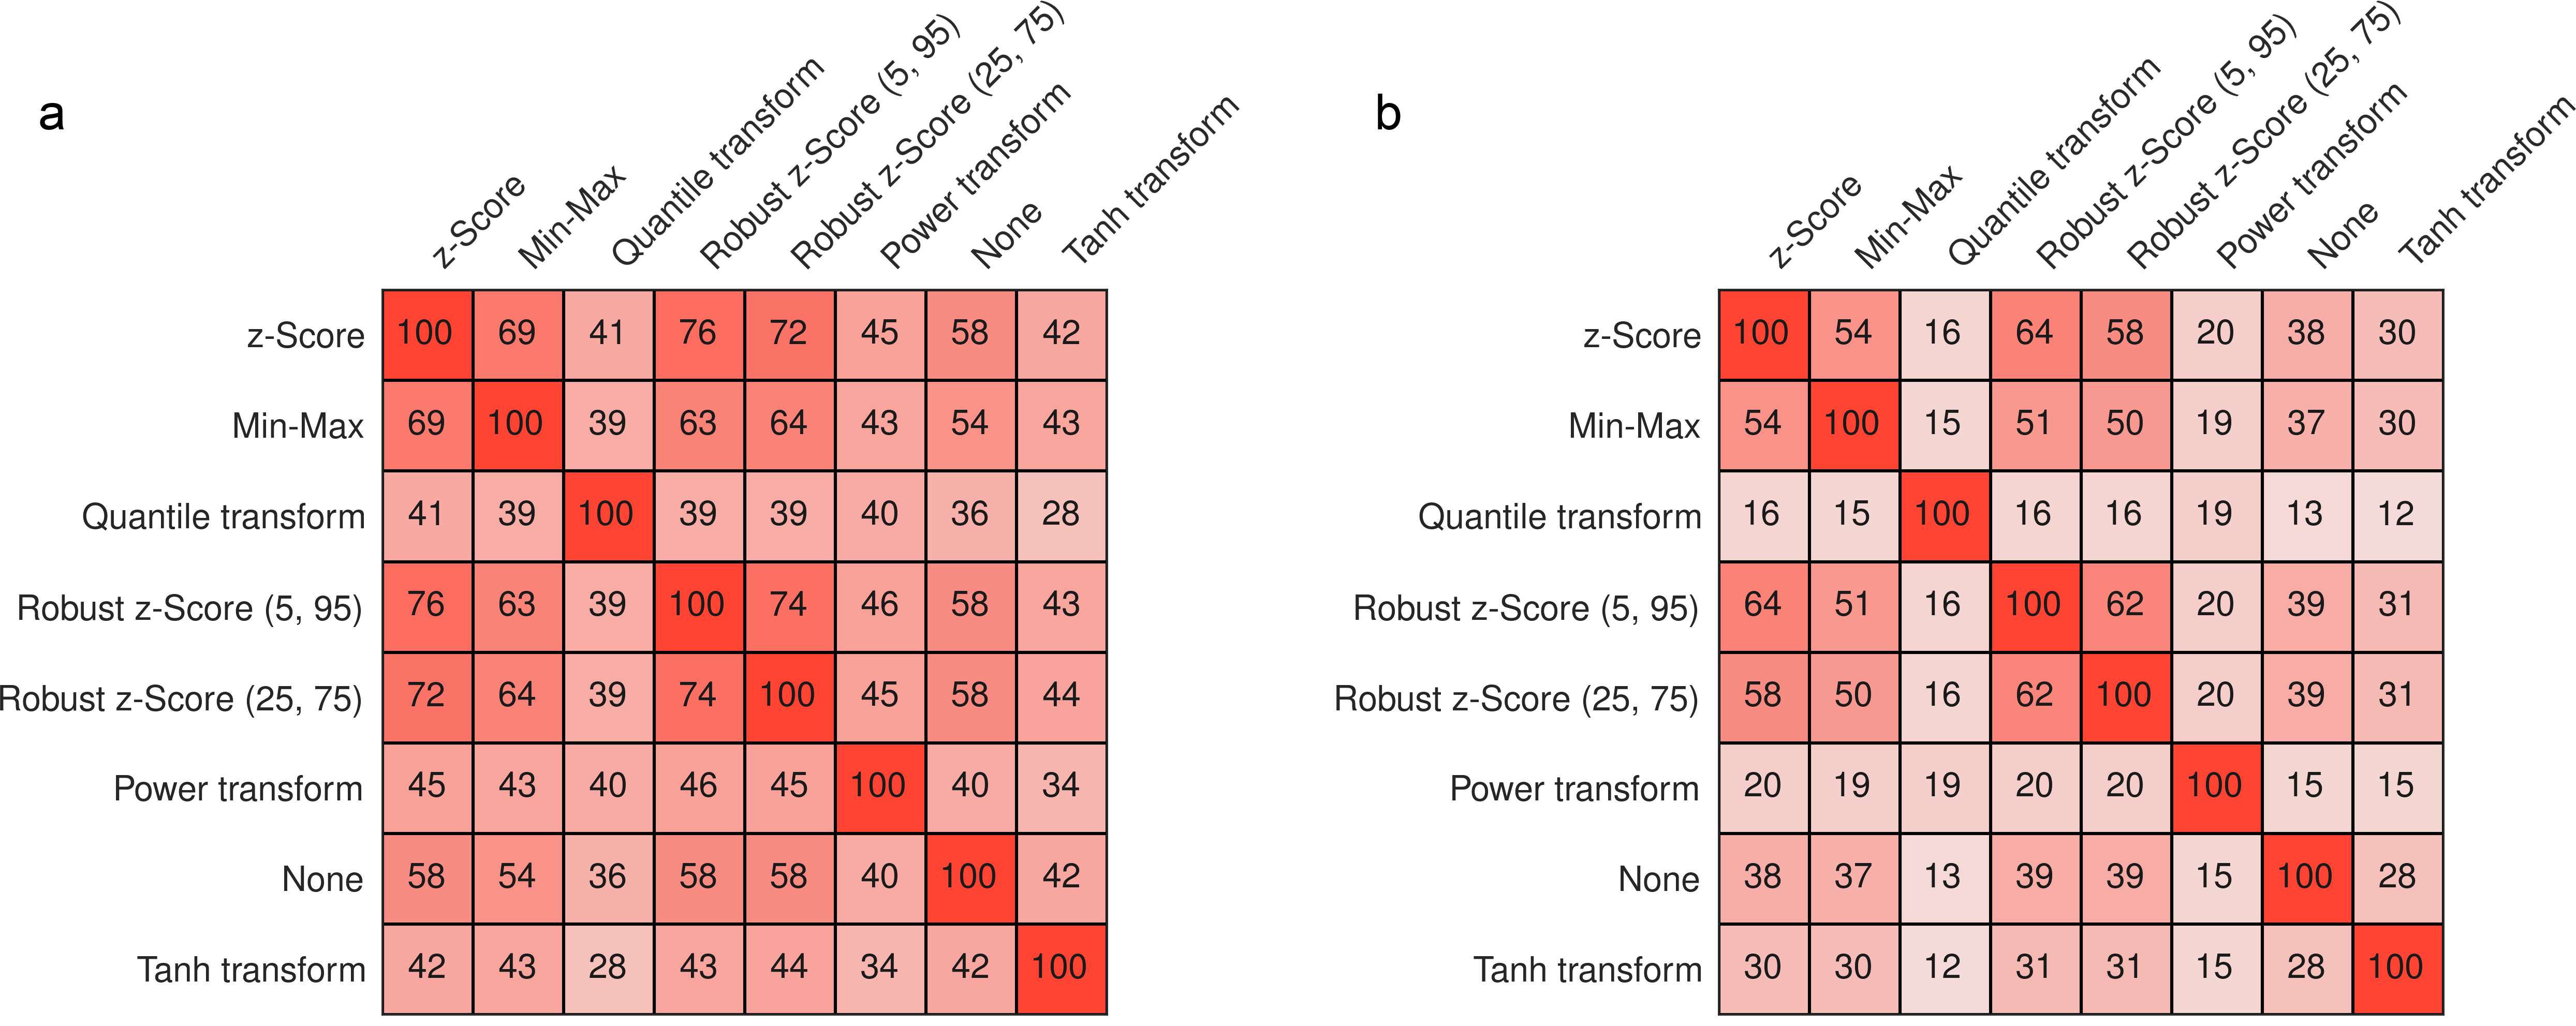 a
z-Score
Min-Max
Quantile transform
Robust z-Score (5, 95)
Robust z-Score (25, 75)
Power transform
None
Tanh transform
z-Score 100 69 41 76 72 45 58 42
Min-Max 69 100 39 63 64 43 54 43
Quantile transform 41 39 100 39 39 40 36 28
Robust z-Score (5, 95) 76 63 39 100 74 46 58 43
Robust z-Score (25, 75) 72 64 39 74 100 45 58 44
Power transform 45 43 40 46 45 100 40 34
None 58 54 36 58 58 40 100 42
Tanh transform 42 43 28 43 44 34 42 100
b
z-Score
Min-Max
Quantile transform
Robust z-Score (5, 95)
Robust z-Score (25, 75)
Power transform
None
Tanh transform
z-Score 100 54 16 64 58 20 38 30
Min-Max 54 100 15 51 50 19 37 30
Quantile transform 16 15 100 16 16 19 13 12
Robust z-Score (5, 95) 64 51 16 100 62 20 39 31
Robust z-Score (25, 75) 58 50 16 62 100 20 39 31
Power transform 20 19 19 20 20 100 15 15
None 38 37 13 39 39 15 100 28
Tanh transform 30 30 12 31 31 15 28 100